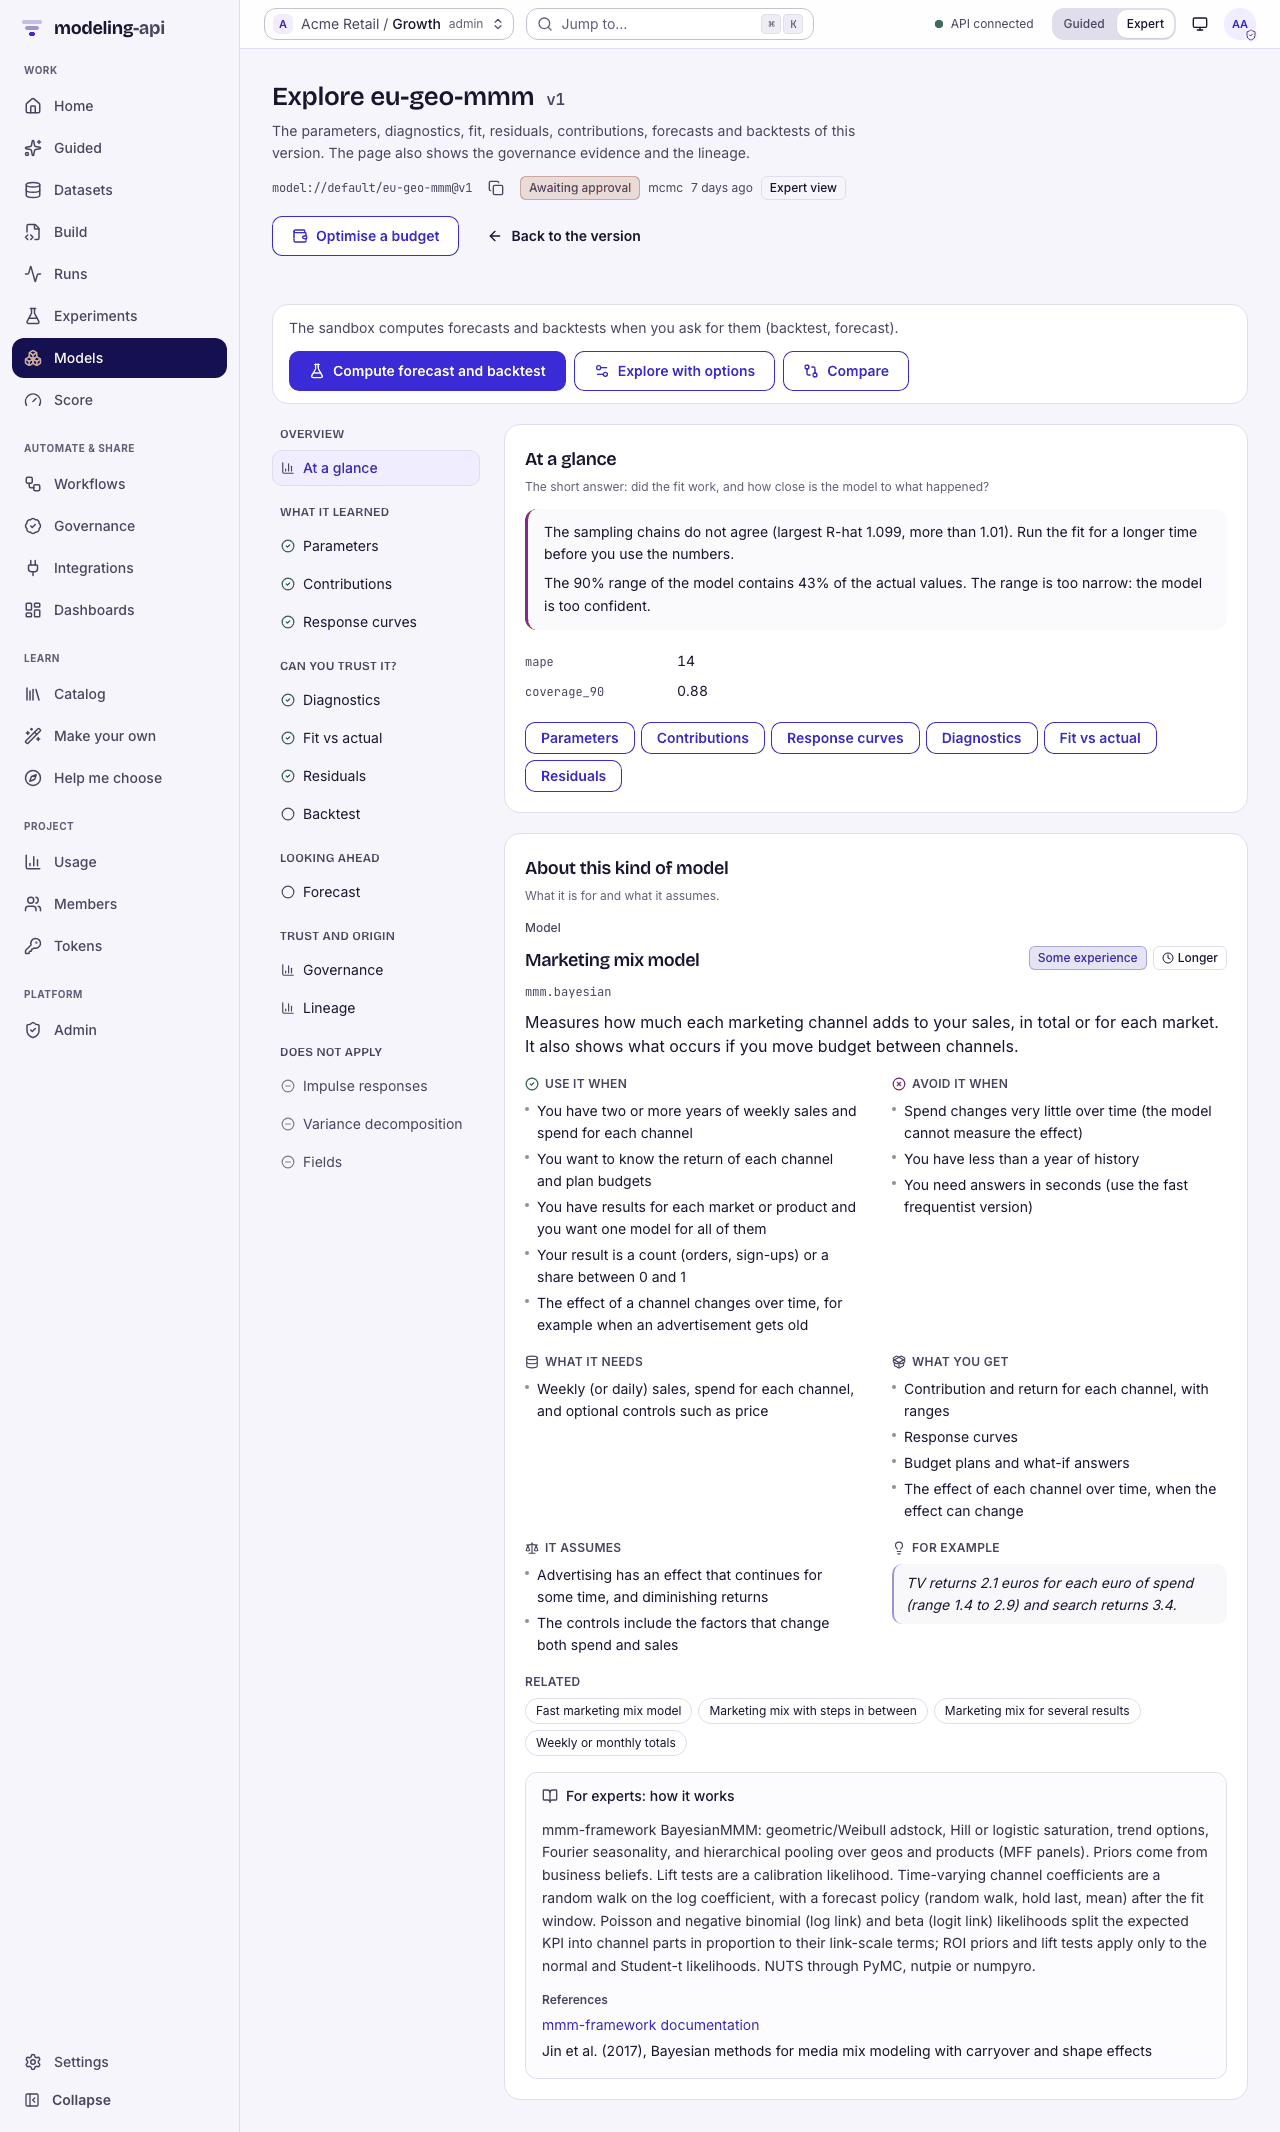 modeling-api
WORK
Home
Guided
Datasets
Build
Runs
Experiments
Models
Score
AUTOMATE & SHARE
Workflows
Governance
Integrations
Dashboards
LEARN
Catalog
Make your own
Help me choose
PROJECT
Usage
Members
Tokens
PLATFORM
Admin
Settings
Collapse
A Acme Retail / Growth admin
Jump to... ⌘ K
API connected
Guided Expert
AA
Explore eu-geo-mmm v1
The parameters, diagnostics, fit, residuals, contributions, forecasts and backtests of this
version. The page also shows the governance evidence and the lineage.
model://default/eu-geo-mmm@v1 Awaiting approval mcmc 7 days ago Expert view
Optimise a budget Back to the version
The sandbox computes forecasts and backtests when you ask for them (backtest, forecast).
Compute forecast and backtest Explore with options Compare
OVERVIEW
At a glance
WHAT IT LEARNED
Parameters
Contributions
Response curves
CAN YOU TRUST IT?
Diagnostics
Fit vs actual
Residuals
Backtest
LOOKING AHEAD
Forecast
TRUST AND ORIGIN
Governance
Lineage
DOES NOT APPLY
Impulse responses
Variance decomposition
Fields
At a glance
The short answer: did the fit work, and how close is the model to what happened?
The sampling chains do not agree (largest R-hat 1.099, more than 1.01). Run the fit for a longer time
before you use the numbers.
The 90% range of the model contains 43% of the actual values. The range is too narrow: the model
is too confident.
mape 14
coverage_90 0.88
Parameters Contributions Response curves Diagnostics Fit vs actual
Residuals
About this kind of model
What it is for and what it assumes.
Model
Marketing mix model Some experience Longer
mmm.bayesian
Measures how much each marketing channel adds to your sales, in total or for each market.
It also shows what occurs if you move budget between channels.
USE IT WHEN
• You have two or more years of weekly sales and
spend for each channel
• You want to know the return of each channel
and plan budgets
• You have results for each market or product and
you want one model for all of them
• Your result is a count (orders, sign-ups) or a
share between 0 and 1
• The effect of a channel changes over time, for
example when an advertisement gets old
AVOID IT WHEN
• Spend changes very little over time (the model
cannot measure the effect)
• You have less than a year of history
• You need answers in seconds (use the fast
frequentist version)
WHAT IT NEEDS
• Weekly (or daily) sales, spend for each channel,
and optional controls such as price
WHAT YOU GET
• Contribution and return for each channel, with
ranges
• Response curves
• Budget plans and what-if answers
• The effect of each channel over time, when the
effect can change
IT ASSUMES
• Advertising has an effect that continues for
some time, and diminishing returns
• The controls include the factors that change
both spend and sales
FOR EXAMPLE
TV returns 2.1 euros for each euro of spend
(range 1.4 to 2.9) and search returns 3.4.
RELATED
Fast marketing mix model Marketing mix with steps in between Marketing mix for several results
Weekly or monthly totals
For experts: how it works
mmm-framework BayesianMMM: geometric/Weibull adstock, Hill or logistic saturation, trend options,
Fourier seasonality, and hierarchical pooling over geos and products (MFF panels). Priors come from
business beliefs. Lift tests are a calibration likelihood. Time-varying channel coefficients are a
random walk on the log coefficient, with a forecast policy (random walk, hold last, mean) after the fit
window. Poisson and negative binomial (log link) and beta (logit link) likelihoods split the expected
KPI into channel parts in proportion to their link-scale terms; ROI priors and lift tests apply only to the
normal and Student-t likelihoods. NUTS through PyMC, nutpie or numpyro.
References
mmm-framework documentation
Jin et al. (2017), Bayesian methods for media mix modeling with carryover and shape effects